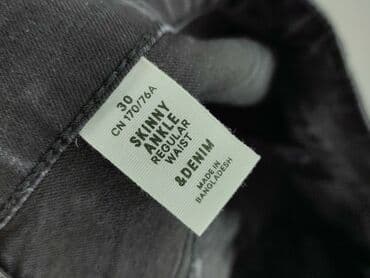 30
CN 170/76A
SKINNY
ANKLE
REGULAR
WAIST
&DENIM
MADE IN
BANGLADESH